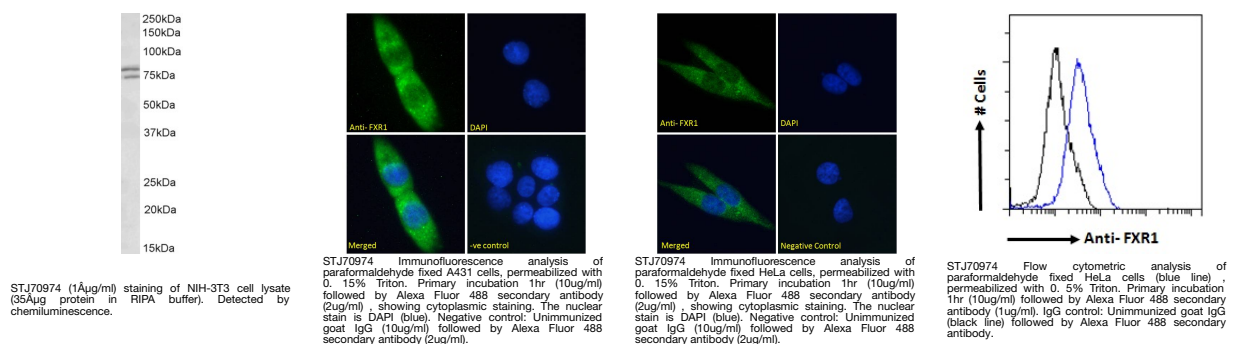 250kDa
150kDa
100kDa
75kDa
50kDa
37kDa
25kDa
20kDa
15kDa
STJ70974 (1Âµg/ml) staining of NIH-3T3 cell lysate
(35Âµg protein in RIPA buffer). Detected by
chemiluminescence.
Anti- FXR1
DAPI
Merged
-ve control
STJ70974 Immunofluorescence analysis of
paraformaldehyde fixed A431 cells, permeabilized with
0. 15% Triton. Primary incubation 1hr (10ug/ml)
followed by Alexa Fluor 488 secondary antibody
(2ug/ml) , showing cytoplasmic staining. The nuclear
stain is DAPI (blue). Negative control: Unimmunized
goat IgG (10ug/ml) followed by Alexa Fluor 488
secondary antibody (2ug/ml).
Anti- FXR1
DAPI
Merged
Negative Control
STJ70974 Immunofluorescence analysis of
paraformaldehyde fixed HeLa cells, permeabilized with
0. 15% Triton. Primary incubation 1hr (10ug/ml)
followed by Alexa Fluor 488 secondary antibody
(2ug/ml) , showing cytoplasmic staining. The nuclear
stain is DAPI (blue). Negative control: Unimmunized
goat IgG (10ug/ml) followed by Alexa Fluor 488
secondary antibody (2ug/ml).
# Cells
Anti- FXR1
STJ70974 Flow cytometric analysis of
paraformaldehyde fixed HeLa cells (blue line) ,
permeabilized with 0. 5% Triton. Primary incubation
1hr (10ug/ml) followed by Alexa Fluor 488 secondary
antibody (1ug/ml). IgG control: Unimmunized goat IgG
(black line) followed by Alexa Fluor 488 secondary
antibody.